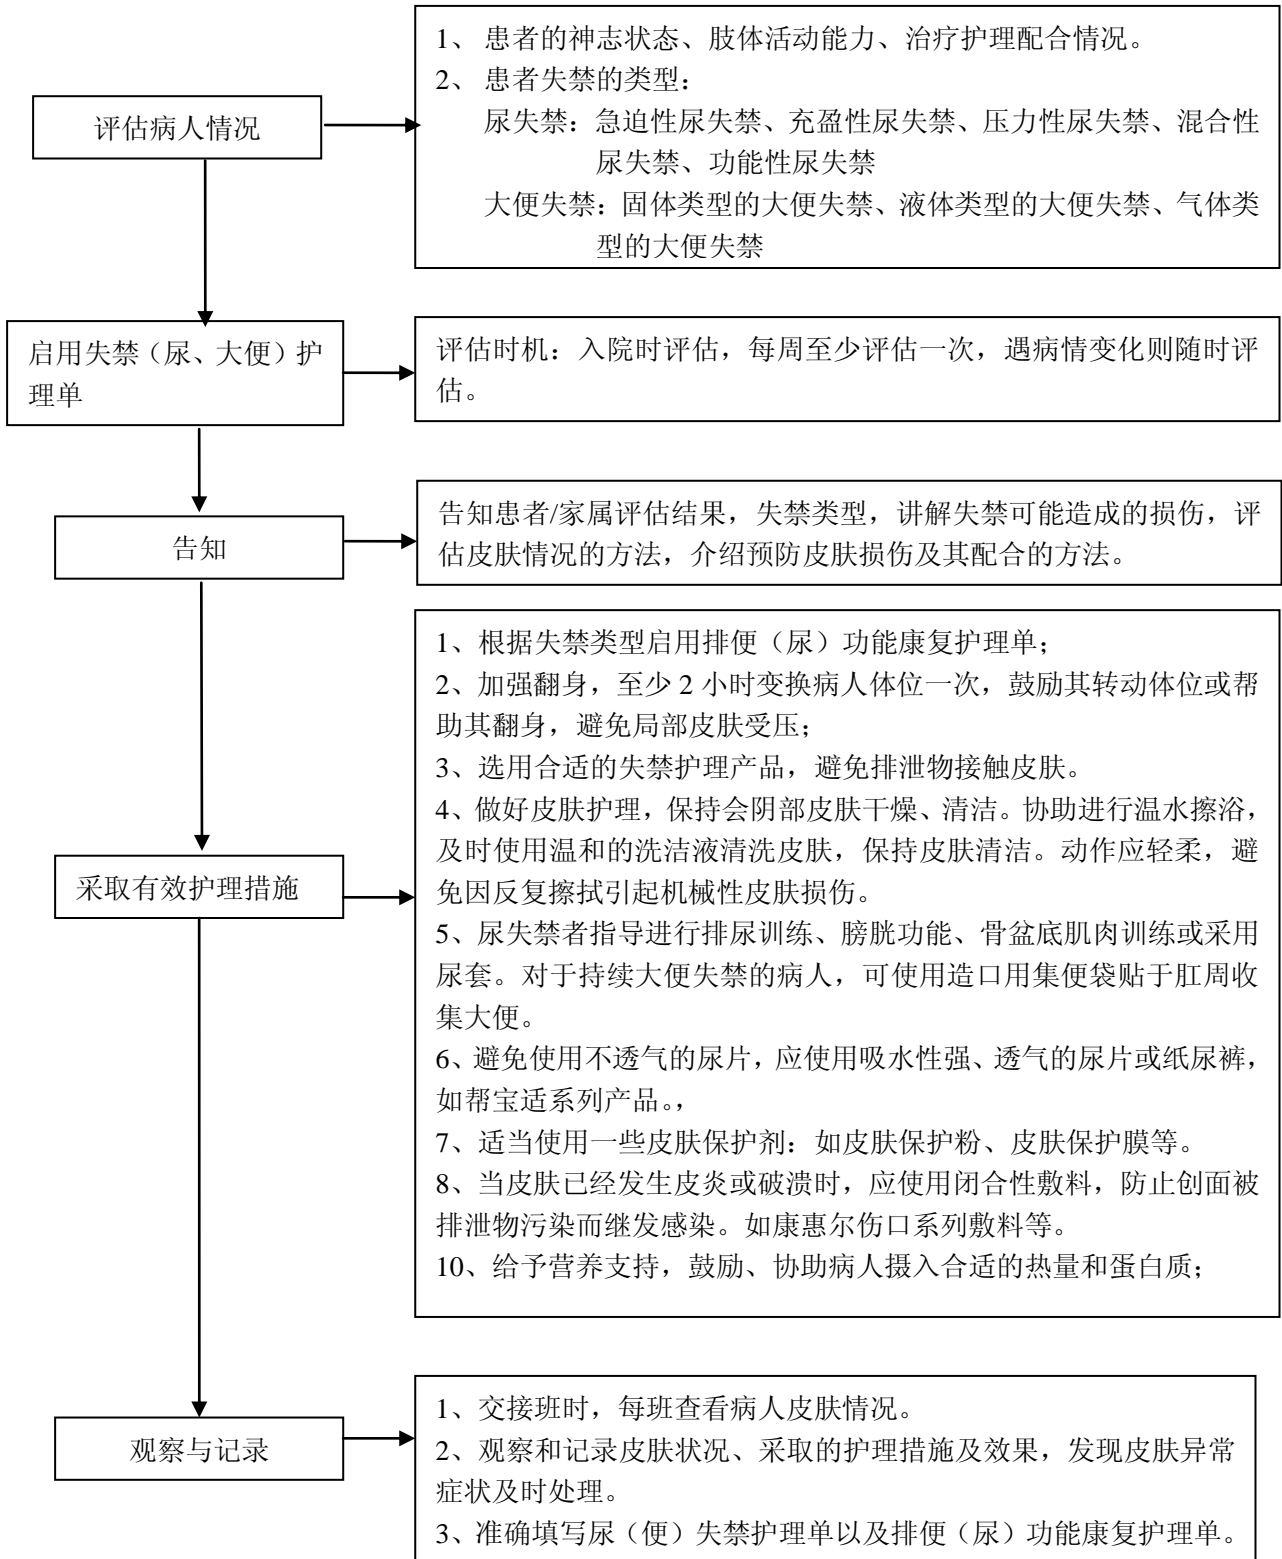 评估病人情况
1、 患者的神志状态、肢体活动能力、治疗护理配合情况。
2、 患者失禁的类型：
尿失禁：急迫性尿失禁、充盈性尿失禁、压力性尿失禁、混合性
尿失禁、功能性尿失禁
大便失禁：固体类型的大便失禁、液体类型的大便失禁、气体类
型的大便失禁
启用失禁（尿、大便）护
理单
评估时机：入院时评估，每周至少评估一次，遇病情变化则随时评
估。
告知
告知患者/家属评估结果，失禁类型，讲解失禁可能造成的损伤，评
估皮肤情况的方法，介绍预防皮肤损伤及其配合的方法。
采取有效护理措施
1、根据失禁类型启用排便（尿）功能康复护理单；
2、加强翻身，至少 2 小时变换病人体位一次，鼓励其转动体位或帮
助其翻身，避免局部皮肤受压；
3、选用合适的失禁护理产品，避免排泄物接触皮肤。
4、做好皮肤护理，保持会阴部皮肤干燥、清洁。协助进行温水擦浴，
及时使用温和的洗洁液清洗皮肤，保持皮肤清洁。动作应轻柔，避
免因反复擦拭引起机械性皮肤损伤。
5、尿失禁者指导进行排尿训练、膀胱功能、骨盆底肌肉训练或采用
尿套。对于持续大便失禁的病人，可使用造口用集便袋贴于肛周收
集大便。
6、避免使用不透气的尿片，应使用吸水性强、透气的尿片或纸尿裤，
如帮宝适系列产品。，
7、适当使用一些皮肤保护剂：如皮肤保护粉、皮肤保护膜等。
8、当皮肤已经发生皮炎或破溃时，应使用闭合性敷料，防止创面被
排泄物污染而继发感染。如康惠尔伤口系列敷料等。
10、给予营养支持，鼓励、协助病人摄入合适的热量和蛋白质；
观察与记录
1、交接班时，每班查看病人皮肤情况。
2、观察和记录皮肤状况、采取的护理措施及效果，发现皮肤异常
症状及时处理。
3、准确填写尿（便）失禁护理单以及排便（尿）功能康复护理单。